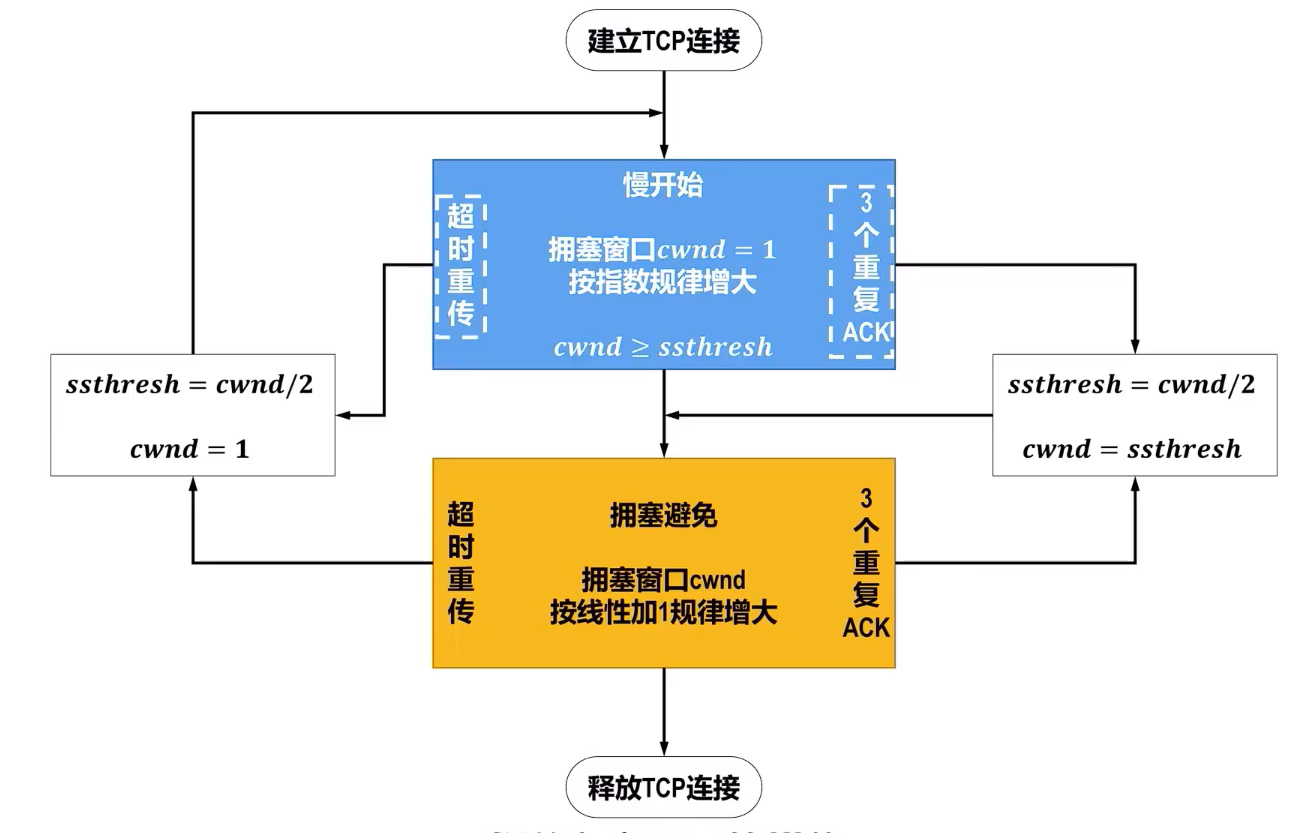 建立TCP连接
慢开始
超时重传
拥塞窗口cwnd = 1
按指数规律增大
cwnd ≥ ssthresh
3个重复ACK
ssthresh = cwnd/2
cwnd = 1
ssthresh = cwnd/2
cwnd = ssthresh
超时重传
拥塞避免
拥塞窗口cwnd
按线性加1规律增大
3个重复ACK
释放TCP连接